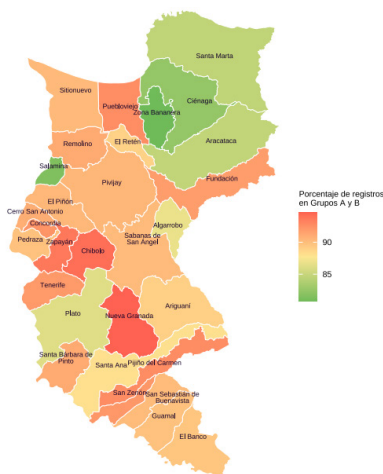 Santa Marta
Sitionuevo
Puebloviejo
Ciénaga
Zona Bananera
Remolino
El Retén
Aracataca
Salamina
Fundación
Pivijay
El Piñón
Cerro San Antonio
Concordia
Algarrobo
Pedraza
Zapayán
Sabanas de
San Ángel
Chibolo
Tenerife
Ariguaní
Plato
Nueva Granada
Santa Bárbara de
Pinto
Santa Ana
Pijiño del Carmen
San Zenón
San Sebastián de
Buenavista
Guamal
El Banco
Porcentaje de registros
en Grupos A y B
90
85